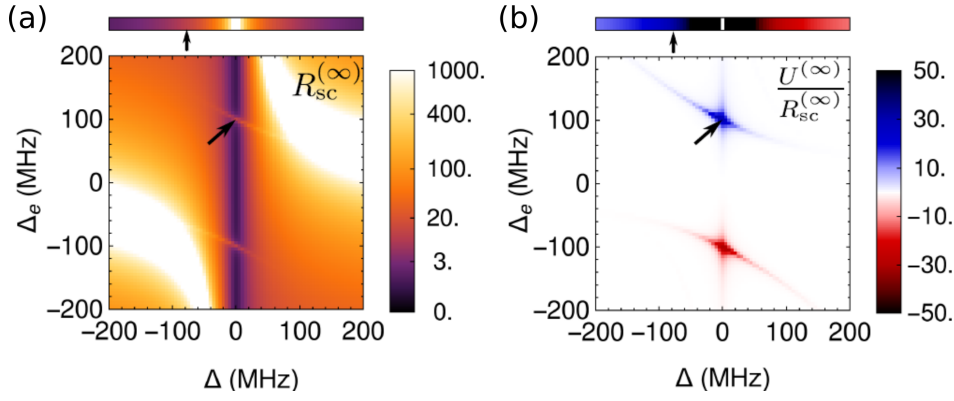 (a)
R_sc^(∞)
200
100
0
−100
−200
Δ_e (MHz)
−200 −100 0 100 200
Δ (MHz)
1000.
400.
100.
20.
3.
0.
(b)
U^(∞)
R_sc^(∞)
200
100
0
−100
−200
Δ_e (MHz)
−200 −100 0 100 200
Δ (MHz)
50.
30.
10.
−10.
−30.
−50.